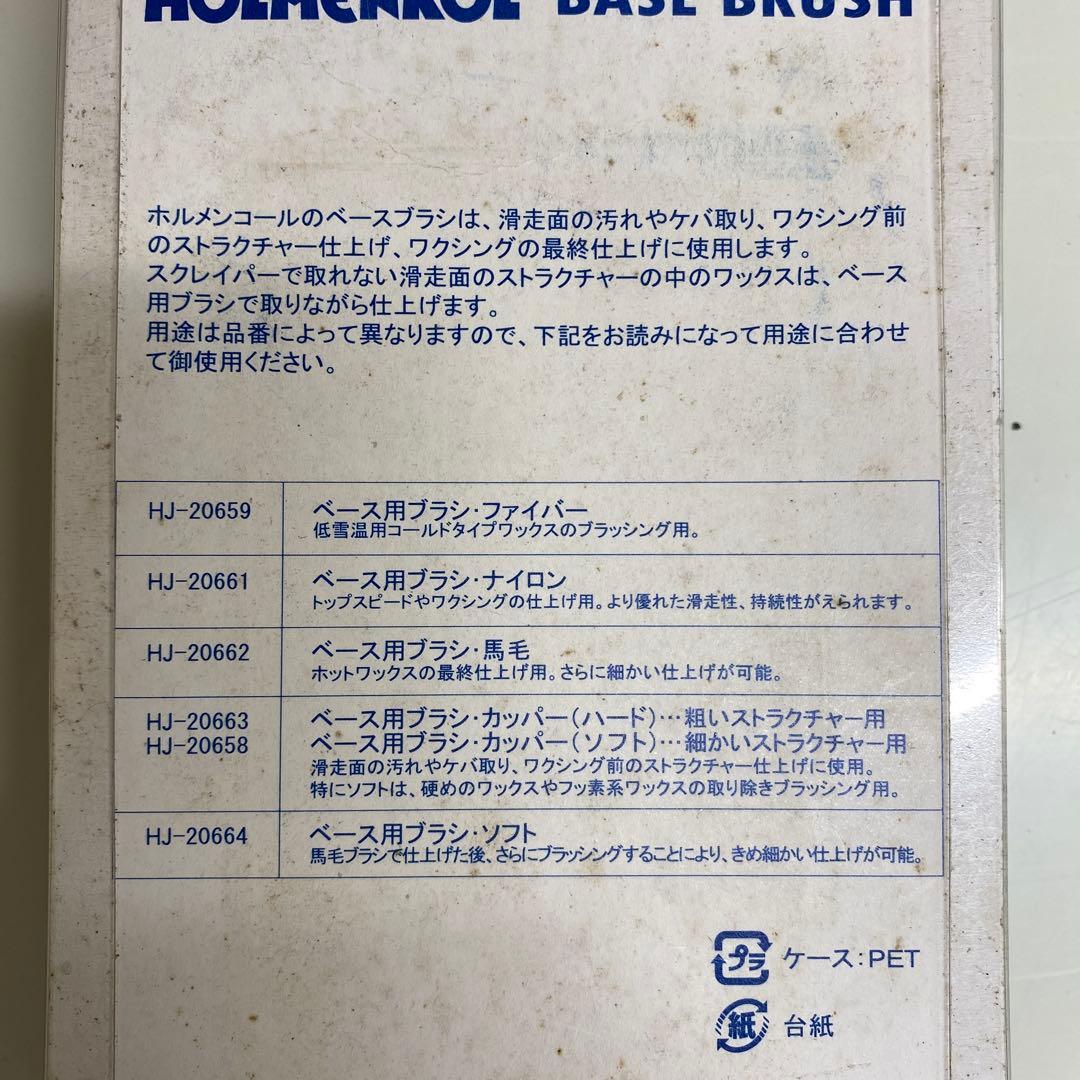 HOLMENKOL BASE BRUSH
ホルメンコールのベースブラシは、滑走面の汚れやケバ取り、ワクシング前
のストラクチャー仕上げ、ワクシングの最終仕上げに使用します。
スクレイパーで取れない滑走面のストラクチャーの中のワックスは、ベース
用ブラシで取りながら仕上げます。
用途は品番によって異なりますので、下記をお読みになって用途に合わせ
て御使用ください。
HJ-20659 ベース用ブラシ・ファイバー
低雪温用コールドタイプワックスのブラッシング用。
HJ-20661 ベース用ブラシ・ナイロン
トップスピードやワクシングの仕上げ用。より優れた滑走性、持続性がえられます。
HJ-20662 ベース用ブラシ・馬毛
ホットワックスの最終仕上げ用。さらに細かい仕上げが可能。
HJ-20663 ベース用ブラシ・カッパー(ハード)…粗いストラクチャー用
HJ-20658 ベース用ブラシ・カッパー(ソフト)…細かいストラクチャー用
滑走面の汚れやケバ取り、ワクシング前のストラクチャー仕上げに使用。
特にソフトは、硬めのワックスやフッ素系ワックスの取り除きブラッシング用。
HJ-20664 ベース用ブラシ・ソフト
馬毛ブラシで仕上げた後、さらにブラッシングすることにより、きめ細かい仕上げが可能。
プラ ケース:PET
紙 台紙